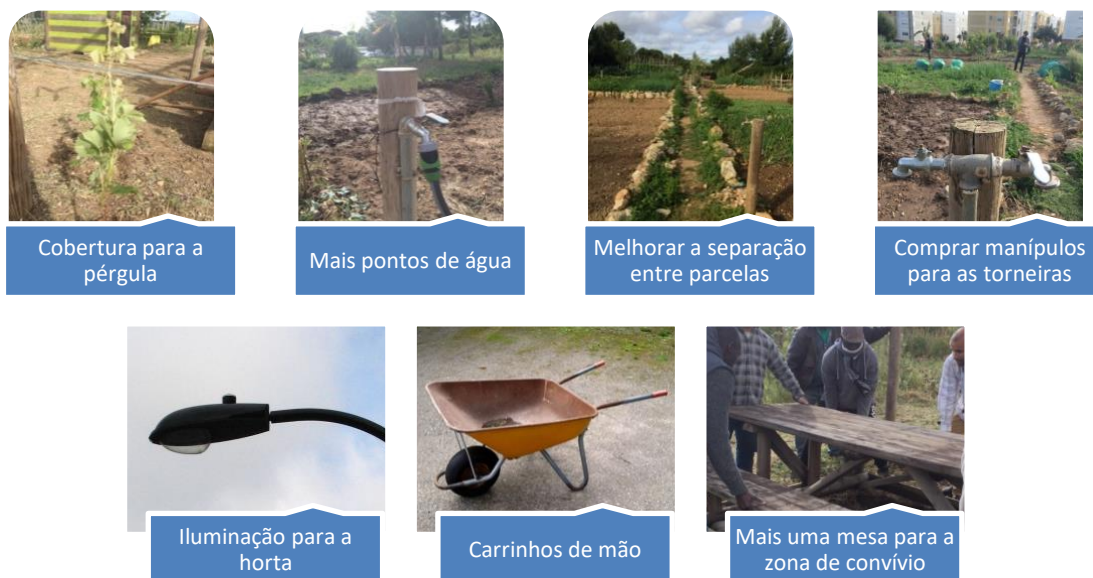 Cobertura para a
pérgula
Mais pontos de água
Melhorar a separação
entre parcelas
Comprar manípulos
para as torneiras
Iluminação para a
horta
Carrinhos de mão
Mais uma mesa para a
zona de convívio